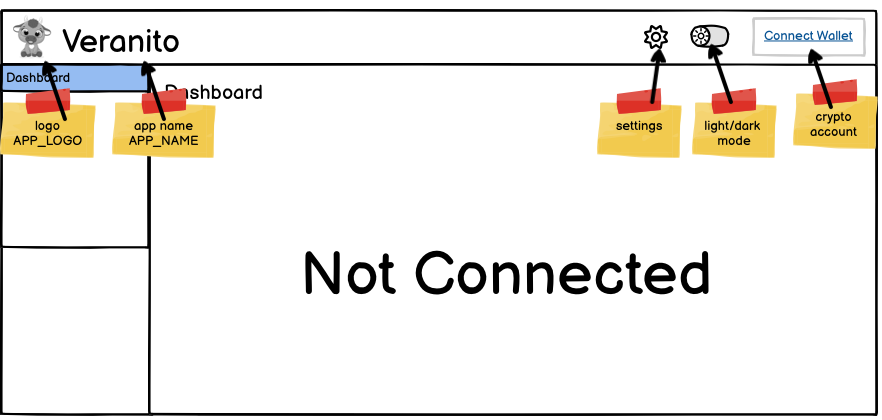 Veranito
Connect Wallet
Dashboard
Dashboard
logo
APP_LOGO
app name
APP_NAME
settings
light/dark
mode
crypto
account
Not Connected